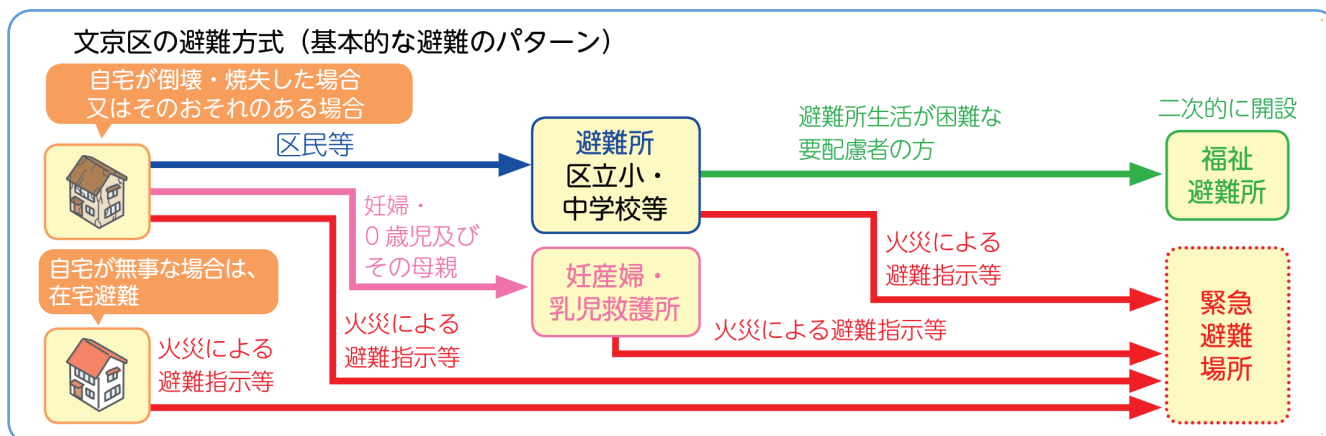 文京区の避難方式（基本的な避難のパターン）
自宅が倒壊・焼失した場合
又はそのおそれのある場合
区民等
避難所
区立小・
中学校等
避難所生活が困難な
要配慮者の方
二次的に開設
福祉
避難所
妊婦・
０歳児及び
その母親
妊産婦・
乳児救護所
火災による
避難指示等
自宅が無事な場合は、
在宅避難
火災による
避難指示等
火災による
避難指示等
火災による避難指示等
緊急
避難
場所